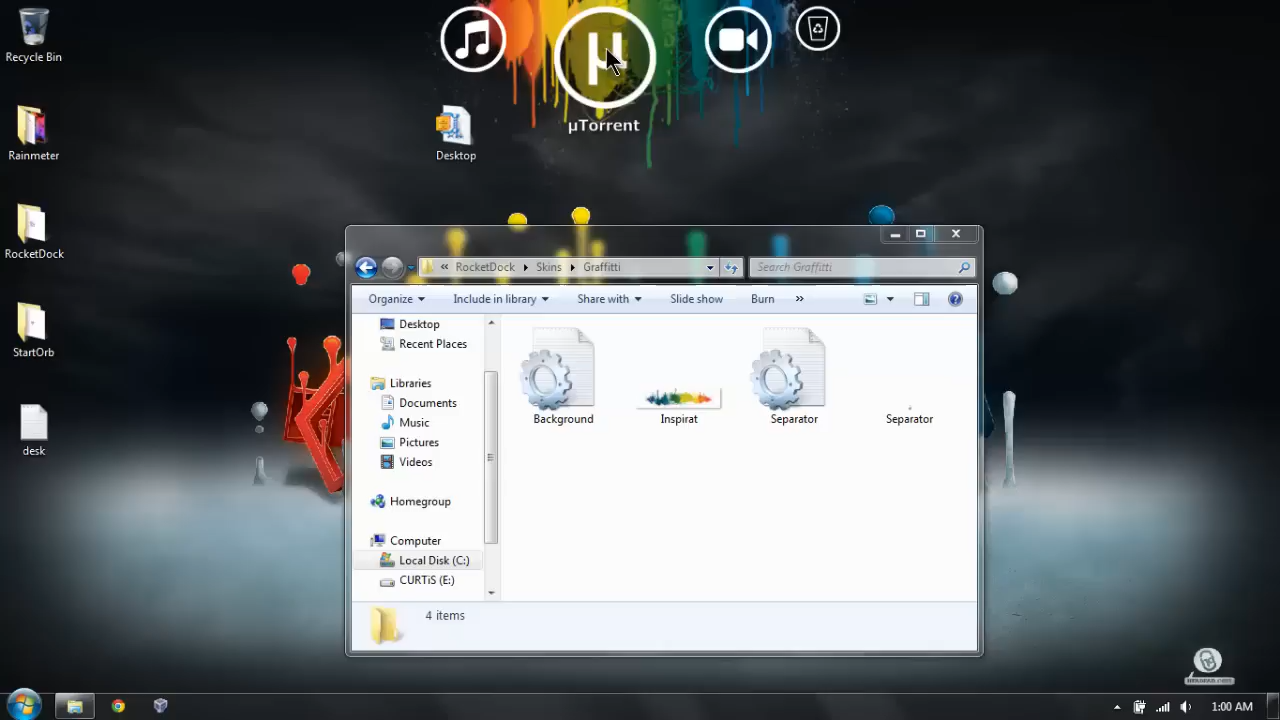 Recycle Bin
Rainmeter
RocketDock
StartOrb
desk
µ
µTorrent
Desktop
« RocketDock Skins Graffitti
Search Graffitti
Organize Include in library Share with Slide show Burn »
Desktop
Recent Places
Libraries
Documents
Music
Pictures
Videos
Homegroup
Computer
Local Disk (C:)
CURTiS (E:)
Background Inspirat Separator Separator
4 items
1:00 AM